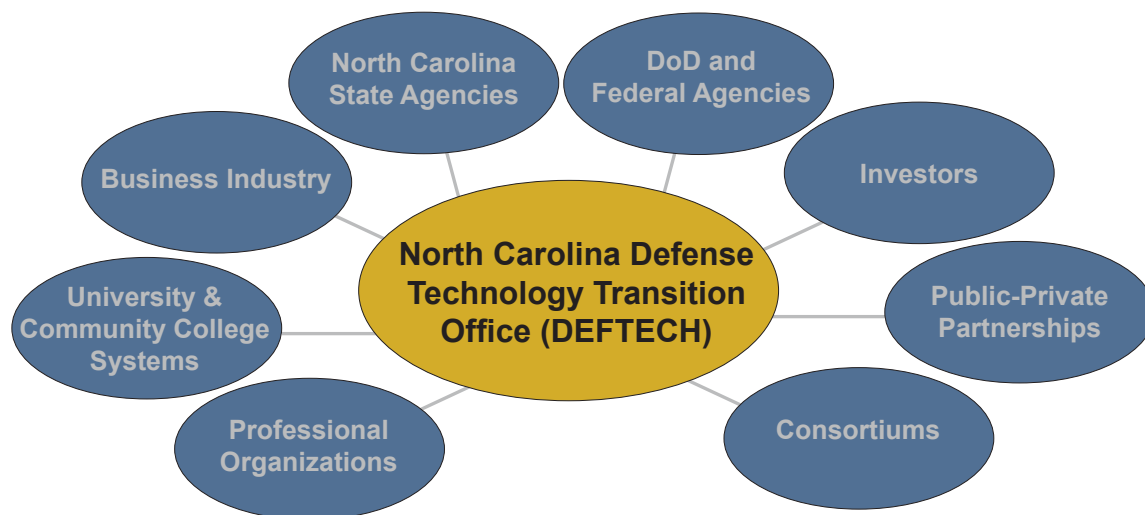 North Carolina
State Agencies
DoD and
Federal Agencies
Business Industry
Investors
North Carolina Defense
Technology Transition
Office (DEFTECH)
University &
Community College
Systems
Public-Private
Partnerships
Professional
Organizations
Consortiums